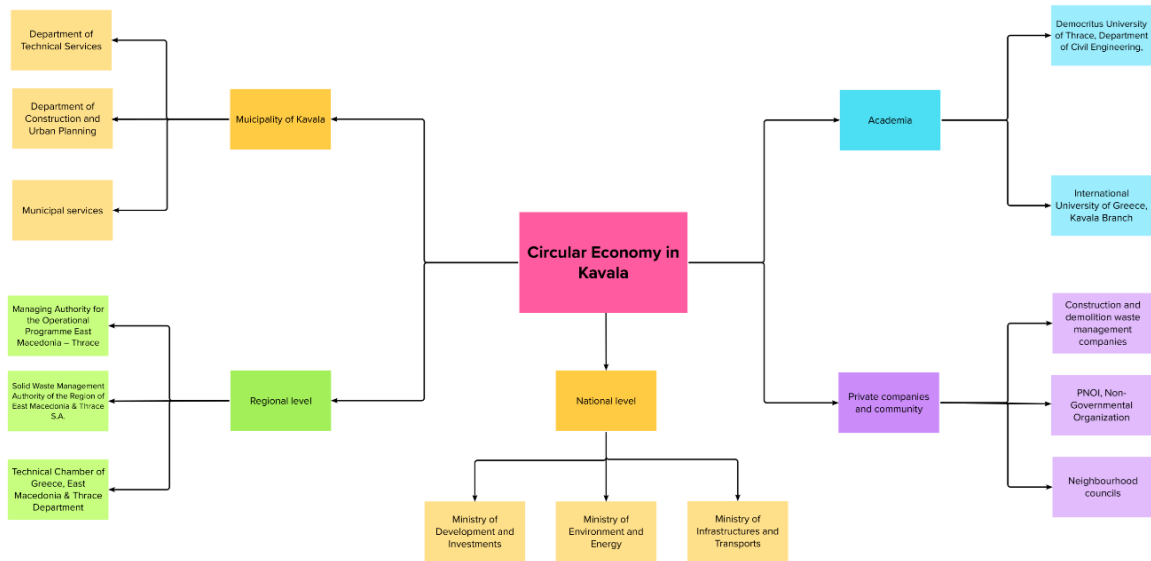 Department of
Technical Services
Department of
Construction and
Urban Planning
Municipal services
Muicipality of Kavala
Managing Authority for
the Operational
Programme East
Macedonia – Thrace
Solid Waste Management
Authority of the Region of
East Macedonia & Thrace
S.A.
Technical Chamber of
Greece, East
Macedonia & Thrace
Department
Regional level
Circular Economy in
Kavala
National level
Ministry of
Development and
Investments
Ministry of
Environment and
Energy
Ministry of
Infrastructures and
Transports
Academia
Democritus University
of Thrace, Department
of Civil Engineering,
International
University of Greece,
Kavala Branch
Private companies
and community
Construction and
demolition waste
management
companies
PNOI, Non-
Governmental
Organization
Neighbourhood
councils